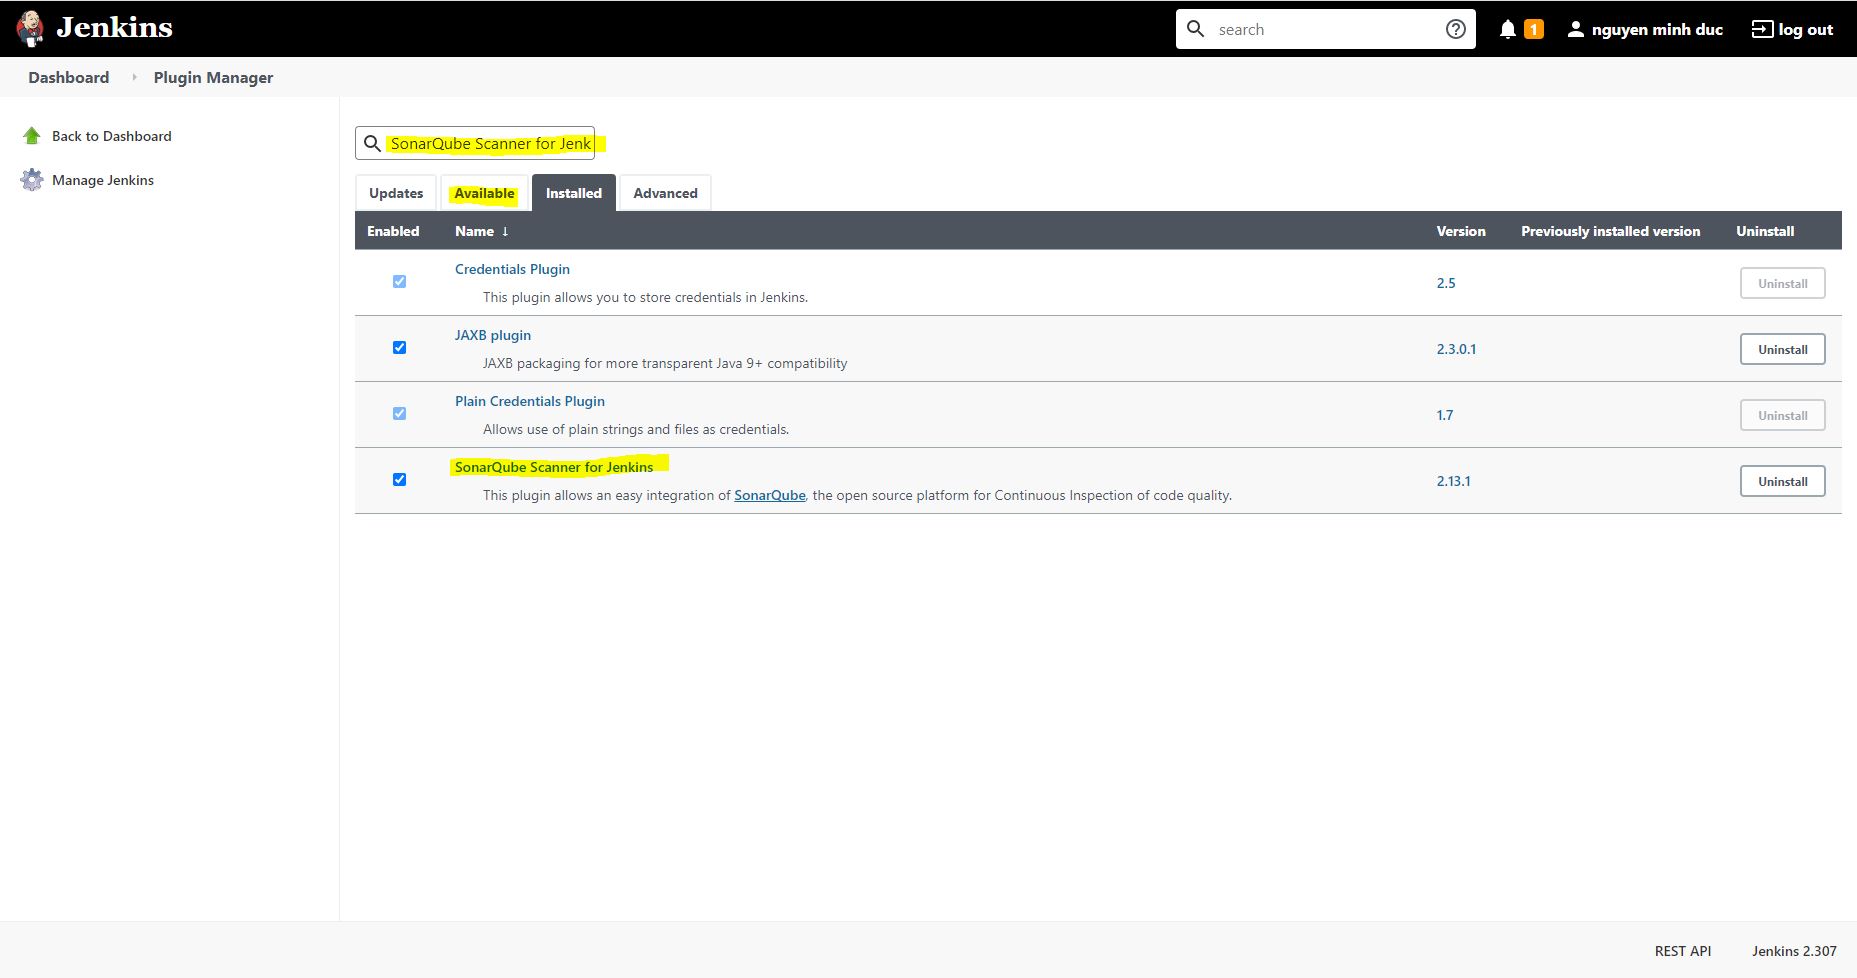 Jenkins
search
1
nguyen minh duc
log out
Dashboard
Plugin Manager
Back to Dashboard
Manage Jenkins
SonarQube Scanner for Jenk
Updates
Available
Installed
Advanced
Enabled
Name ↓
Version
Previously installed version
Uninstall
Credentials Plugin
This plugin allows you to store credentials in Jenkins.
2.5
Uninstall
JAXB plugin
JAXB packaging for more transparent Java 9+ compatibility
2.3.0.1
Uninstall
Plain Credentials Plugin
Allows use of plain strings and files as credentials.
1.7
Uninstall
SonarQube Scanner for Jenkins
This plugin allows an easy integration of SonarQube, the open source platform for Continuous Inspection of code quality.
2.13.1
Uninstall
REST API
Jenkins 2.307